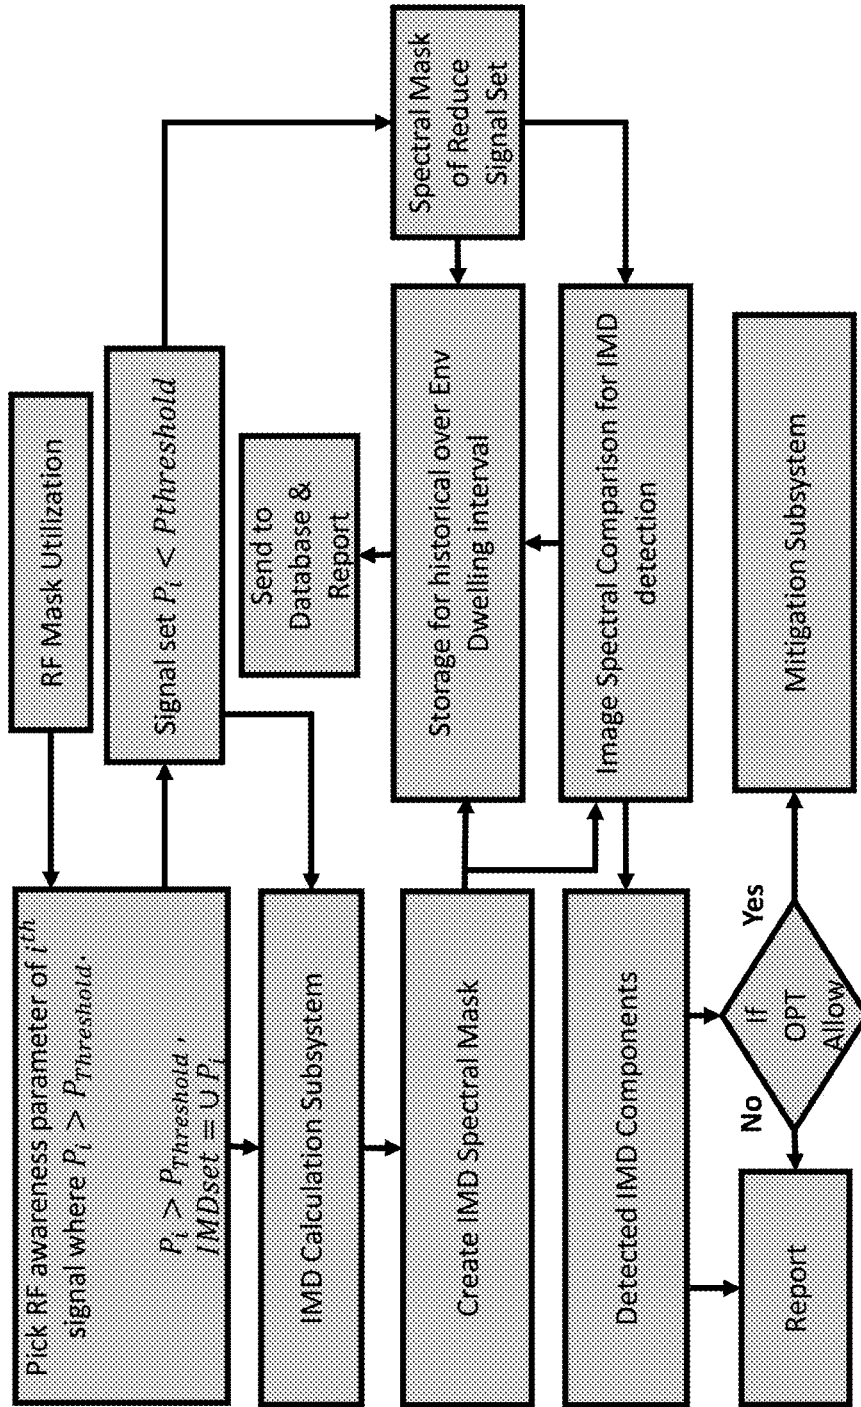 RF Mask Utilization
Pick RF awareness parameter of i^th
signal where P_i > P_Threshold.
P_i > P_Threshold,
IMDset = ∪ P_i
Signal set P_i < Pthreshold
IMD Calculation Subsystem
Send to
Database &
Report
Spectral Mask
of Reduce
Signal Set
Create IMD Spectral Mask
Storage for historical over Env
Dwelling interval
Detected IMD Components
Image Spectral Comparison for IMD
detection
No
If
OPT
Allow
Yes
Report
Mitigation Subsystem